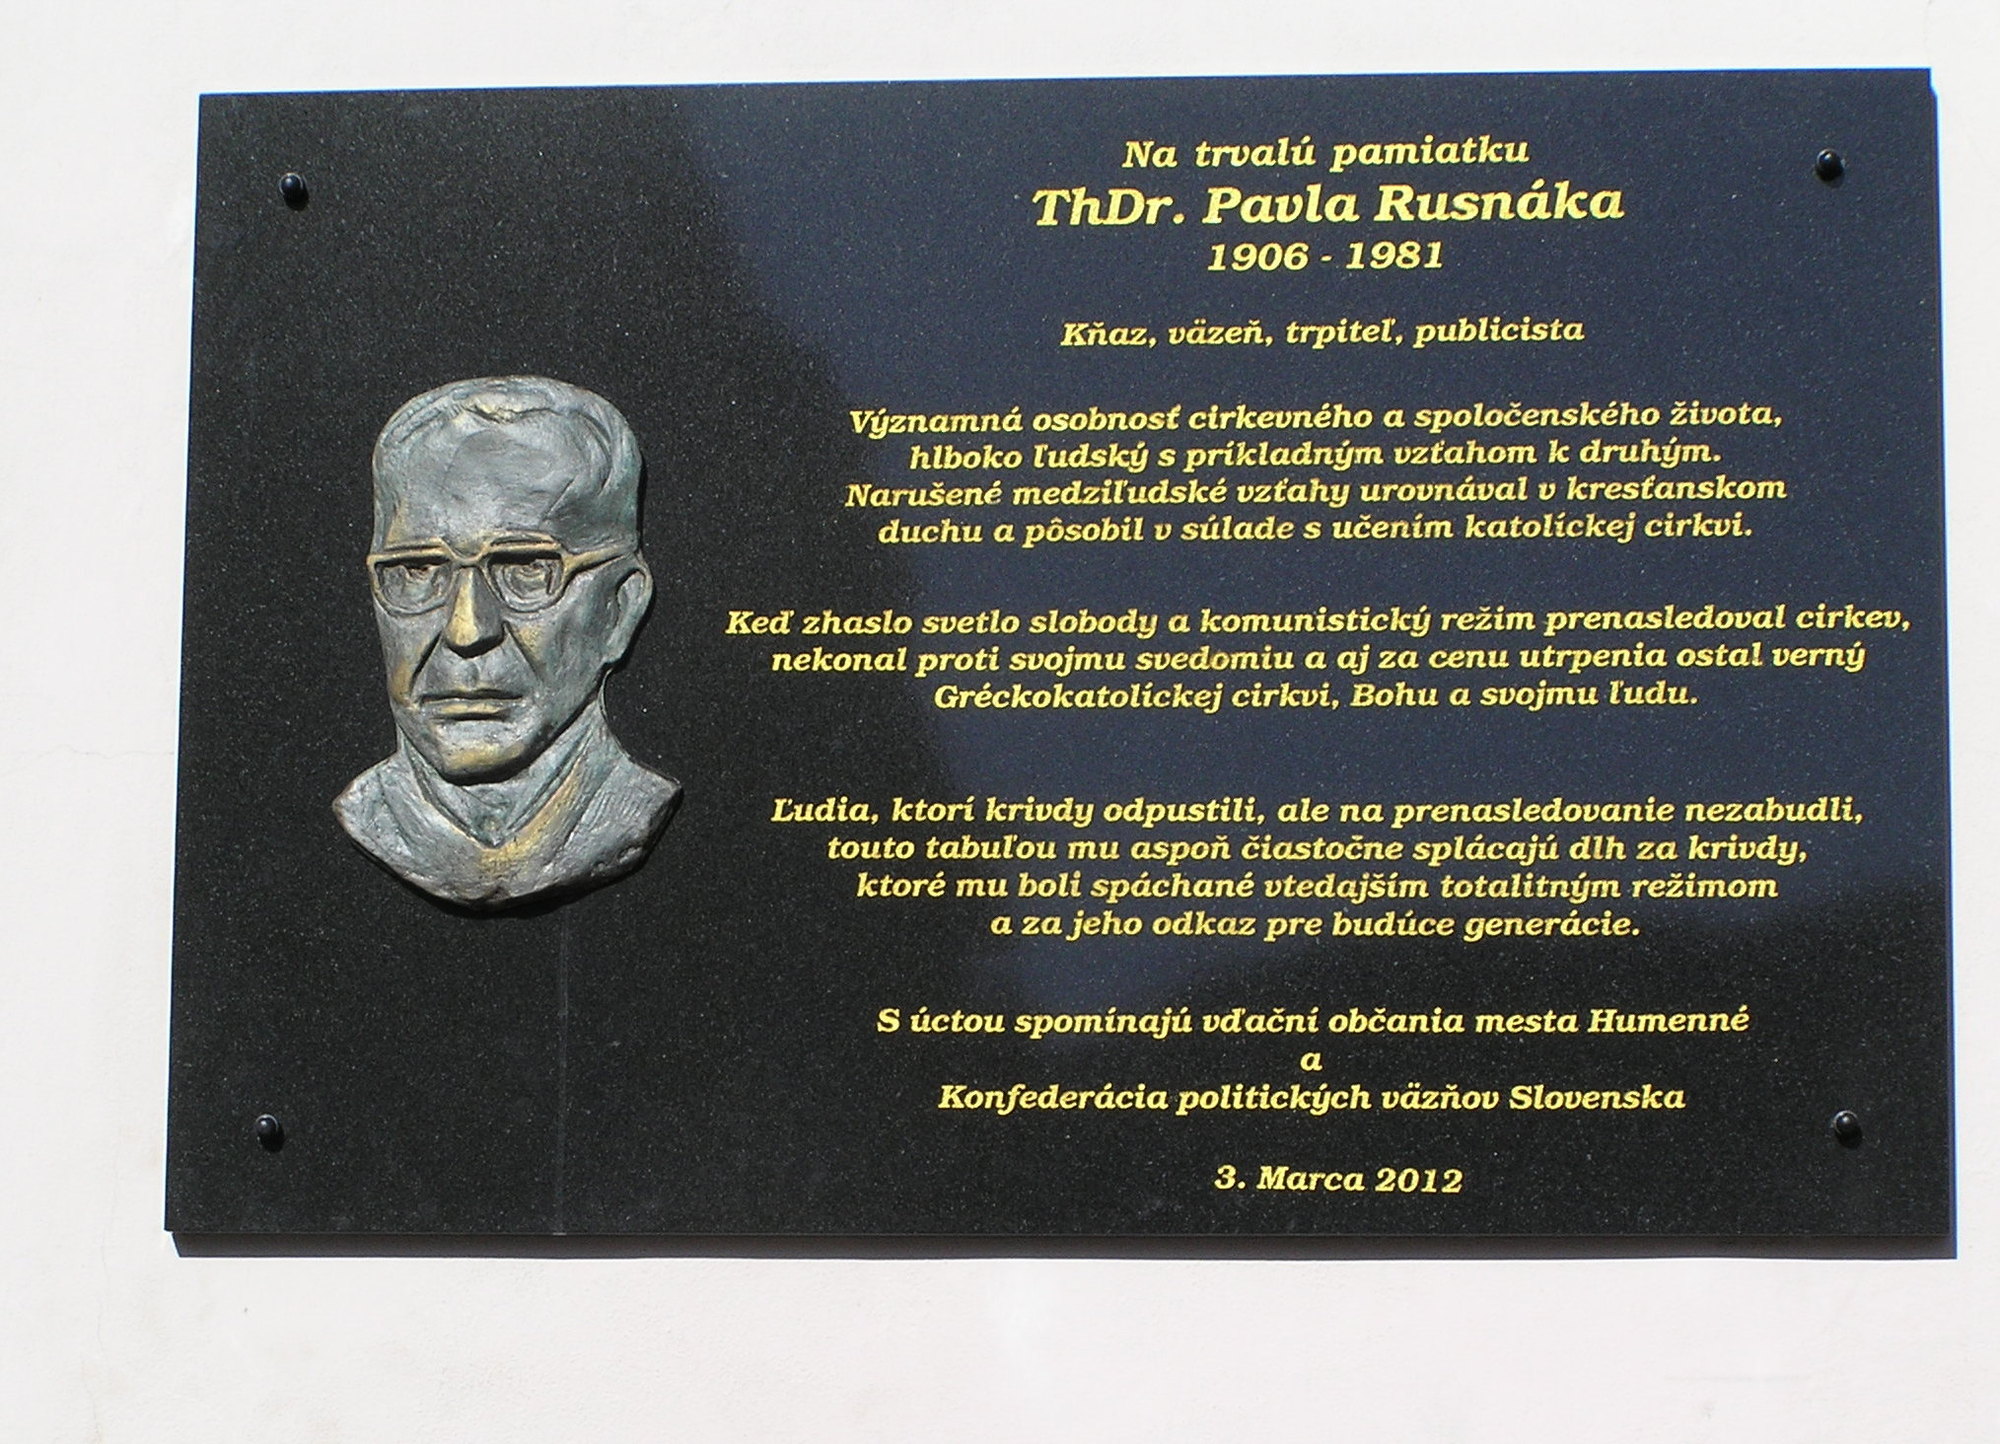 Na trvalú pamiatku
ThDr. Pavla Rusnáka
1906 - 1981
Kňaz, väzeň, trpiteľ, publicista
Významná osobnosť cirkevného a spoločenského života,
hlboko ľudský s príkladným vzťahom k druhým.
Narušené medziľudské vzťahy urovnával v kresťanskom
duchu a pôsobil v súlade s učením katolíckej cirkvi.
Keď zhaslo svetlo slobody a komunistický režim prenasledoval cirkev,
nekonal proti svojmu svedomiu a aj za cenu utrpenia ostal verný
Gréckokatolíckej cirkvi, Bohu a svojmu ľudu.
Ľudia, ktorí krivdy odpustili, ale na prenasledovanie nezabudli,
touto tabuľou mu aspoň čiastočne splácajú dlh za krivdy,
ktoré mu boli spáchané vtedajším totalitným režimom
a za jeho odkaz pre budúce generácie.
S úctou spomínajú vďační občania mesta Humenné
a
Konfederácia politických väzňov Slovenska
3. Marca 2012